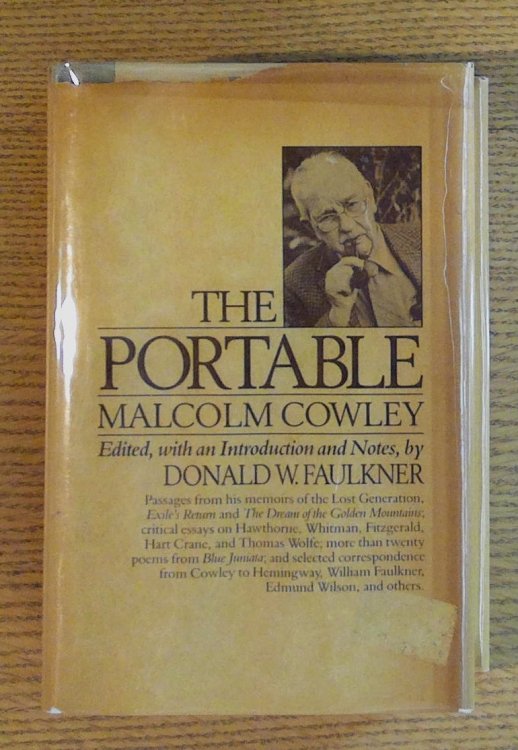 THE
PORTABLE
MALCOLM COWLEY
Edited, with an Introduction and Notes, by
DONALD W. FAULKNER
Passages from his memoirs of the Lost Generation,
Exile's Return and The Dream of the Golden Mountains;
critical essays on Hawthorne, Whitman, Fitzgerald,
Hart Crane, and Thomas Wolfe; more than twenty
poems from Blue Juniata; and selected correspondence
from Cowley to Hemingway, William Faulkner,
Edmund Wilson, and others.